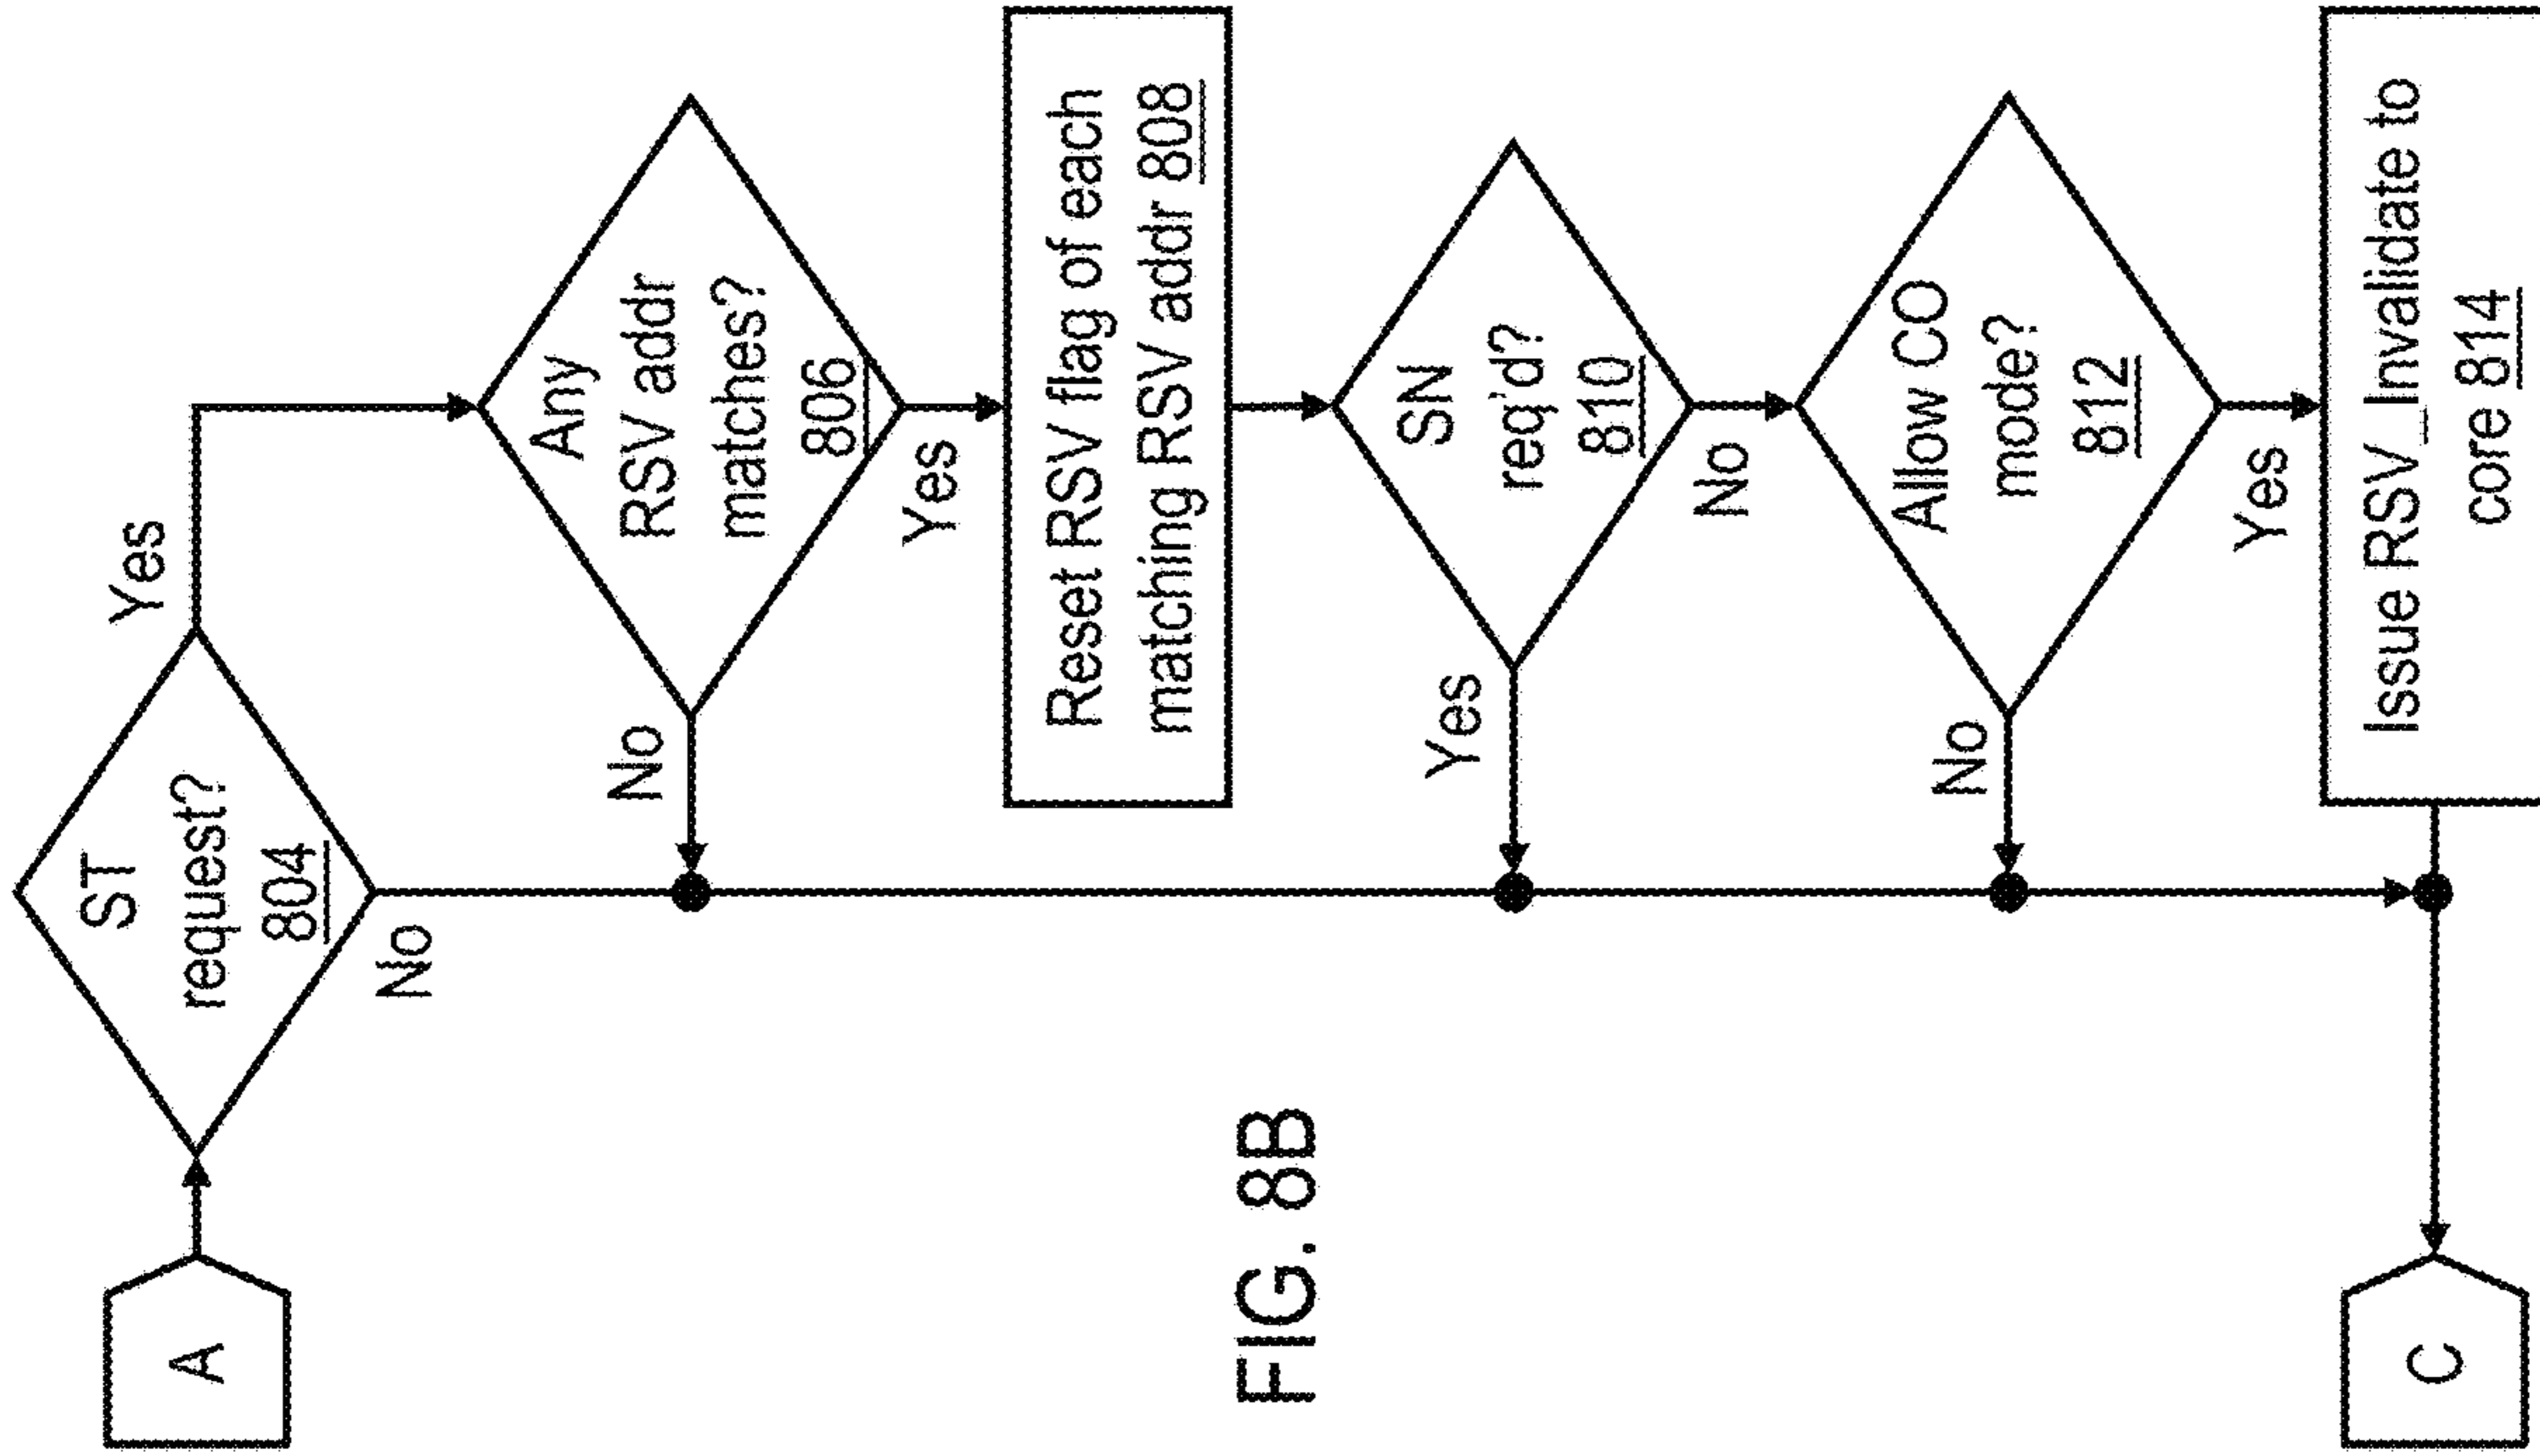 A
ST
request?
804
Yes
No
Any
RSV addr
matches?
806
No
Yes
Reset RSV flag of each
matching RSV addr 808
SN
req'd?
810
Yes
No
Allow CO
mode?
812
No
Yes
Issue RSV_Invalidate to
core 814
C
FIG. 8B